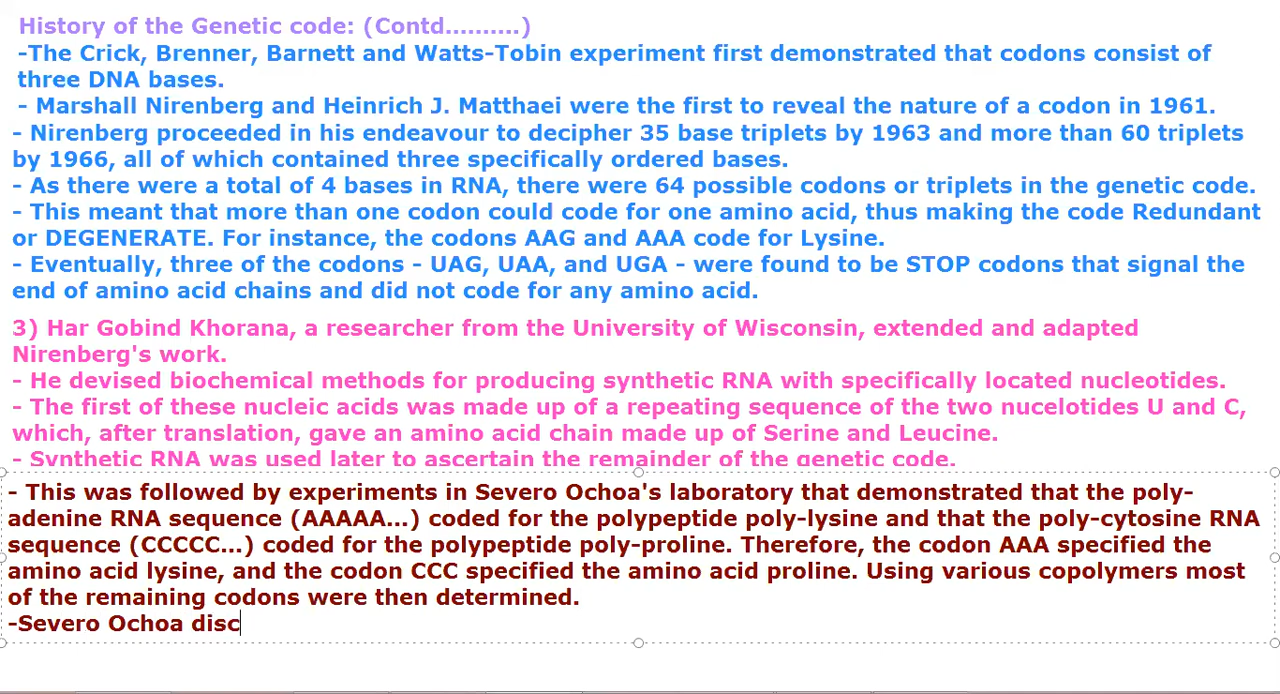 History of the Genetic code: (Contd..........)
-The Crick, Brenner, Barnett and Watts-Tobin experiment first demonstrated that codons consist of
three DNA bases.
- Marshall Nirenberg and Heinrich J. Matthaei were the first to reveal the nature of a codon in 1961.
- Nirenberg proceeded in his endeavour to decipher 35 base triplets by 1963 and more than 60 triplets
by 1966, all of which contained three specifically ordered bases.
- As there were a total of 4 bases in RNA, there were 64 possible codons or triplets in the genetic code.
- This meant that more than one codon could code for one amino acid, thus making the code Redundant
or DEGENERATE. For instance, the codons AAG and AAA code for Lysine.
- Eventually, three of the codons - UAG, UAA, and UGA - were found to be STOP codons that signal the
end of amino acid chains and did not code for any amino acid.
3) Har Gobind Khorana, a researcher from the University of Wisconsin, extended and adapted
Nirenberg's work.
- He devised biochemical methods for producing synthetic RNA with specifically located nucleotides.
- The first of these nucleic acids was made up of a repeating sequence of the two nucelotides U and C,
which, after translation, gave an amino acid chain made up of Serine and Leucine.
- Synthetic RNA was used later to ascertain the remainder of the genetic code.
- This was followed by experiments in Severo Ochoa's laboratory that demonstrated that the poly-
adenine RNA sequence (AAAAA...) coded for the polypeptide poly-lysine and that the poly-cytosine RNA
sequence (CCCCC...) coded for the polypeptide poly-proline. Therefore, the codon AAA specified the
amino acid lysine, and the codon CCC specified the amino acid proline. Using various copolymers most
of the remaining codons were then determined.
-Severo Ochoa disc